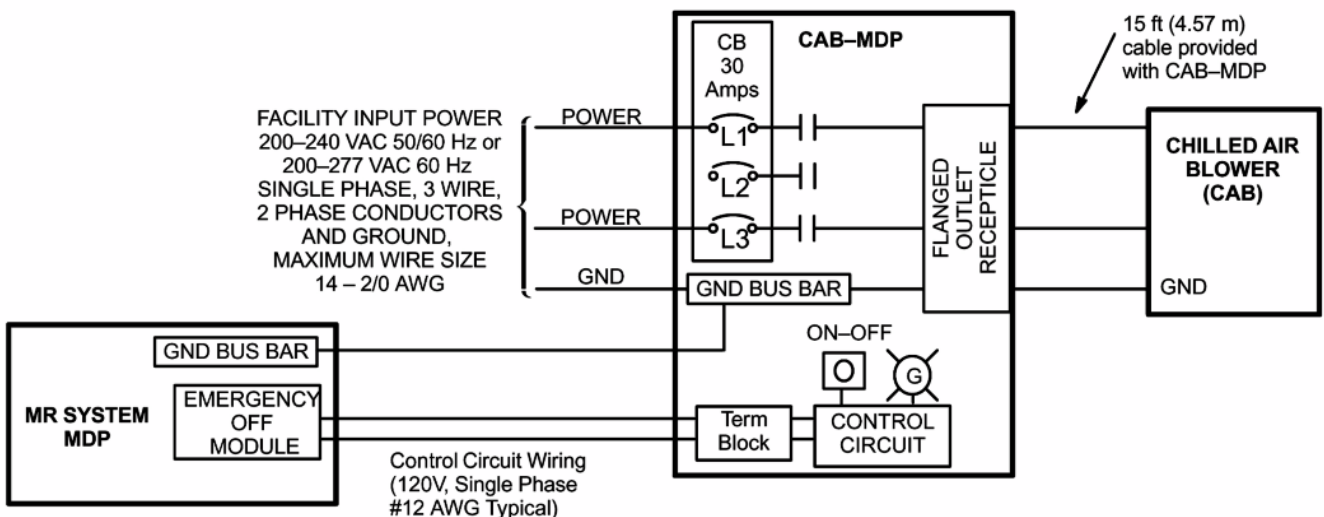 15 ft (4.57 m)
cable provided
with CAB–MDP
CB
30
Amps
CAB–MDP
FACILITY INPUT POWER
200–240 VAC 50/60 Hz or
200–277 VAC 60 Hz
SINGLE PHASE, 3 WIRE,
2 PHASE CONDUCTORS
AND GROUND,
MAXIMUM WIRE SIZE
14 – 2/0 AWG
POWER
L1
L2
POWER
L3
GND
GND BUS BAR
FLANGED
OUTLET
RECEPTICLE
CHILLED AIR
BLOWER
(CAB)
GND
ON–OFF
O
G
GND BUS BAR
MR SYSTEM
MDP
EMERGENCY
OFF
MODULE
Term
Block
CONTROL
CIRCUIT
Control Circuit Wiring
(120V, Single Phase
#12 AWG Typical)